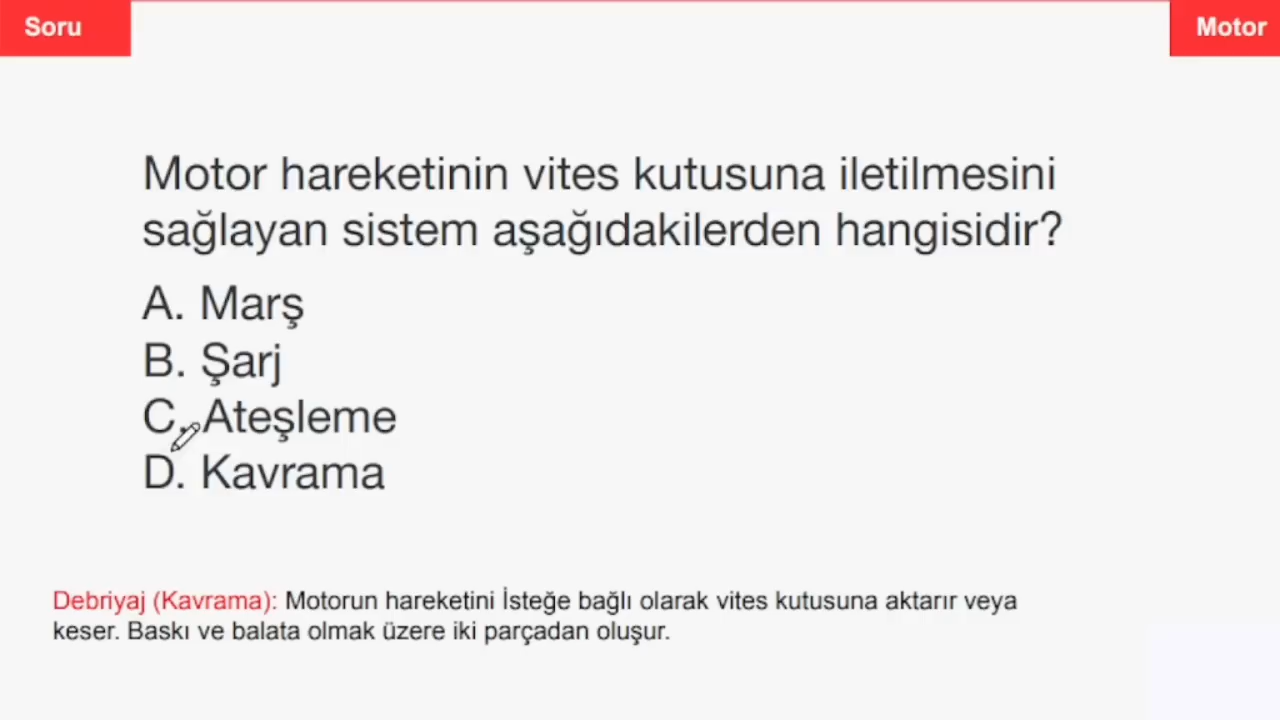 Soru
Motor
Motor hareketinin vites kutusuna iletilmesini
sağlayan sistem aşağıdakilerden hangisidir?
A. Marş
B. Şarj
C. Ateşleme
D. Kavrama
Debriyaj (Kavrama): Motorun hareketini İsteğe bağlı olarak vites kutusuna aktarır veya
keser. Baskı ve balata olmak üzere iki parçadan oluşur.